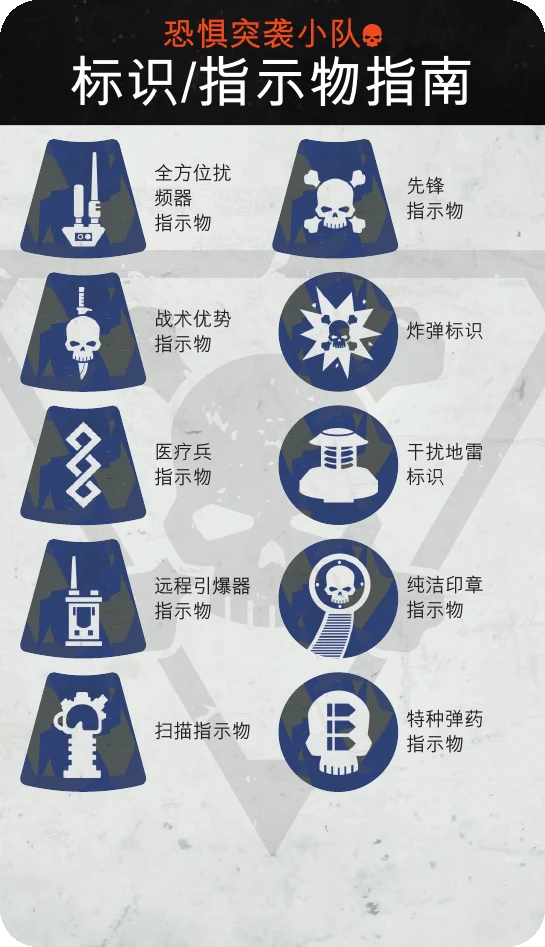 恐惧突袭小队
标识/指示物指南
全方位扰
频器
指示物
先锋
指示物
战术优势
指示物
炸弹标识
医疗兵
指示物
干扰地雷
标识
远程引爆器
指示物
纯洁印章
指示物
扫描指示物
特种弹药
指示物